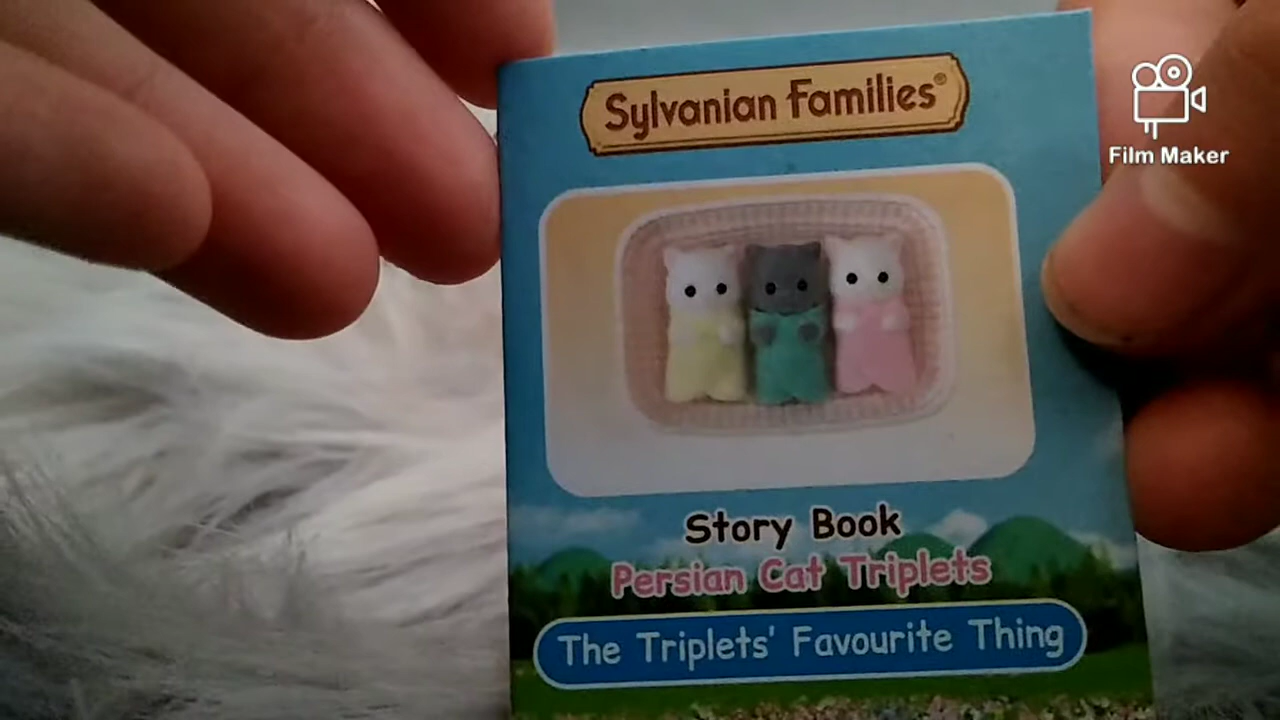 Sylvanian Families®
Film Maker
Story Book
Persian Cat Triplets
The Triplets' Favourite Thing